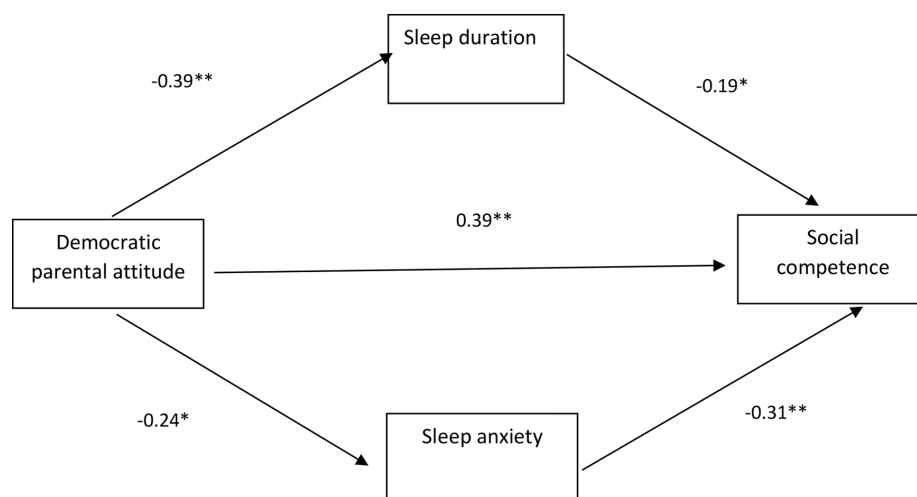 Sleep duration
-0.39**
-0.19*
0.39**
Democratic
parental attitude
Social
competence
-0.24*
-0.31**
Sleep anxiety